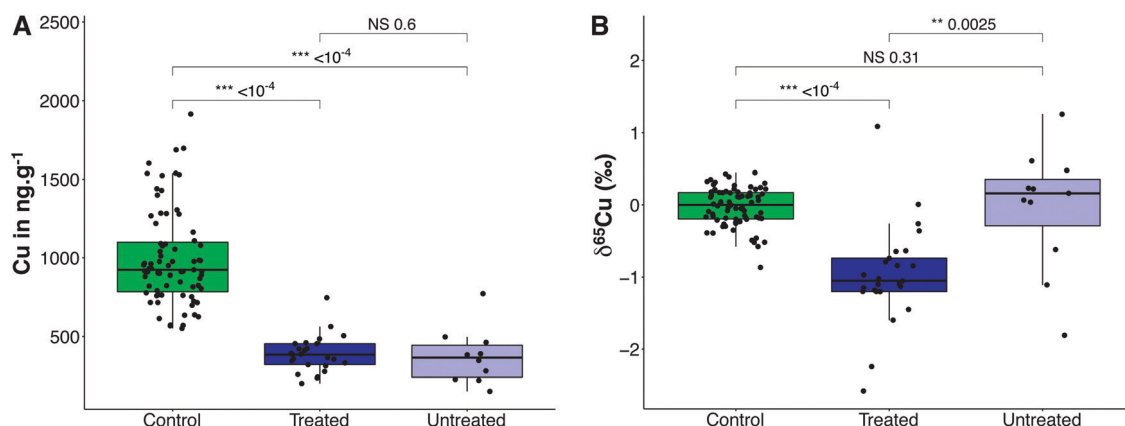 A
Cu in ng.g⁻¹
2500
2000
1500
1000
500
NS 0.6
*** <10⁻⁴
*** <10⁻⁴
Control Treated Untreated
B
δ⁶⁵Cu (‰)
2
1
0
−1
−2
** 0.0025
NS 0.31
*** <10⁻⁴
Control Treated Untreated